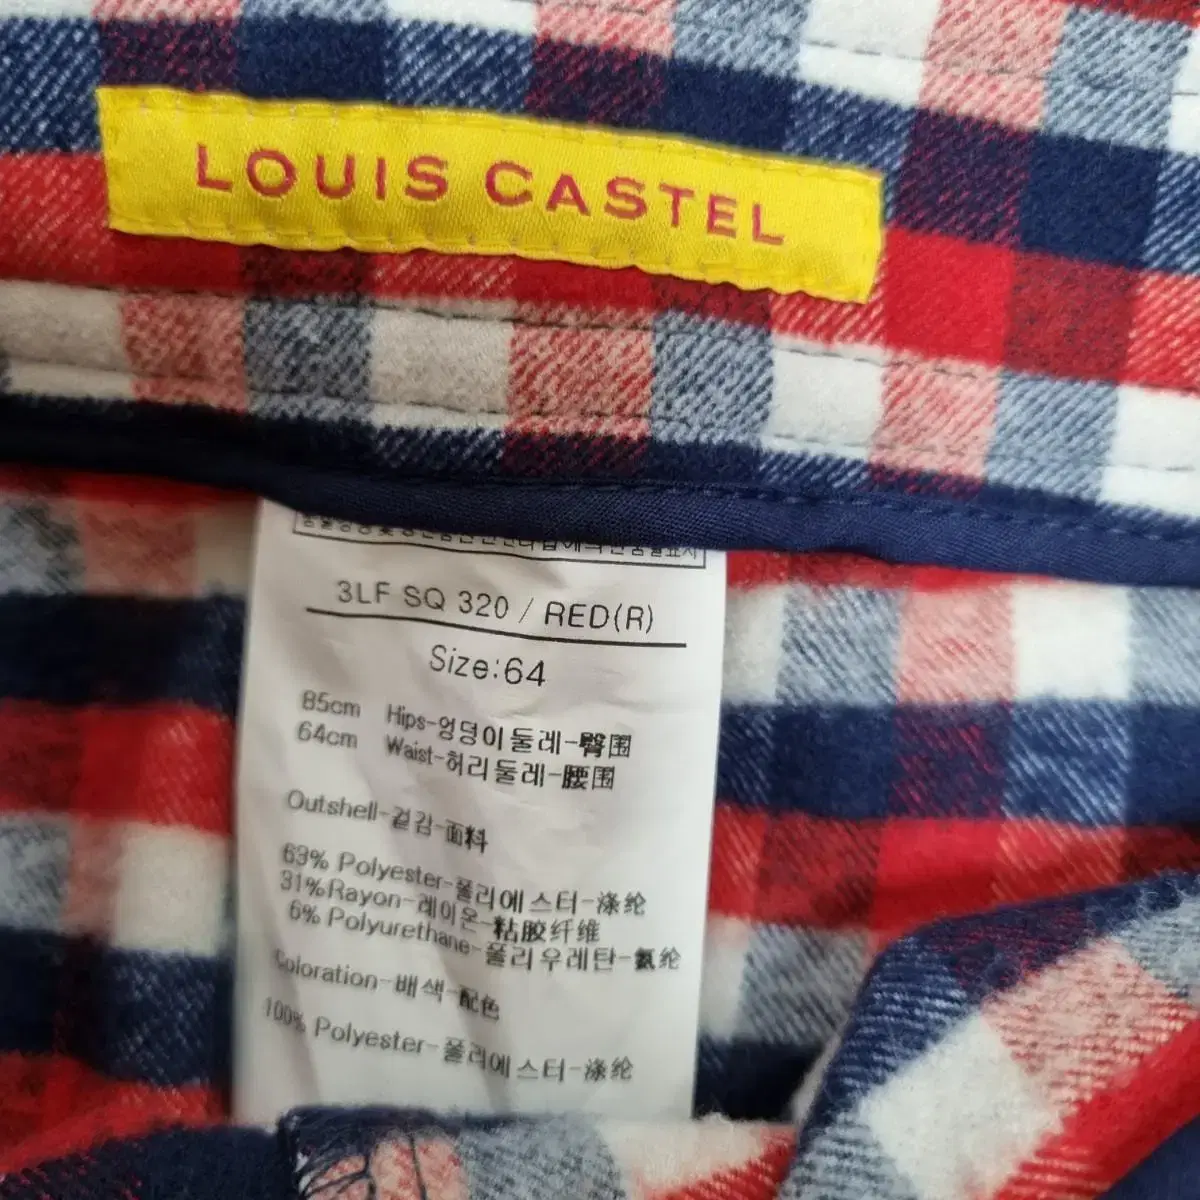 LOUIS CASTEL
3LF SQ 320 / RED(R)
Size:64
85cm Hips-엉덩이둘레-臀围
64cm Waist-허리둘레-腰围
Outshell-겉감-面料
63% Polyester-폴리에스터-涤纶
31%Rayon-레이온-粘胶纤维
6% Polyurethane-폴리우레탄-氨纶
Coloration-배색-配色
100% Polyester-폴리에스터-涤纶